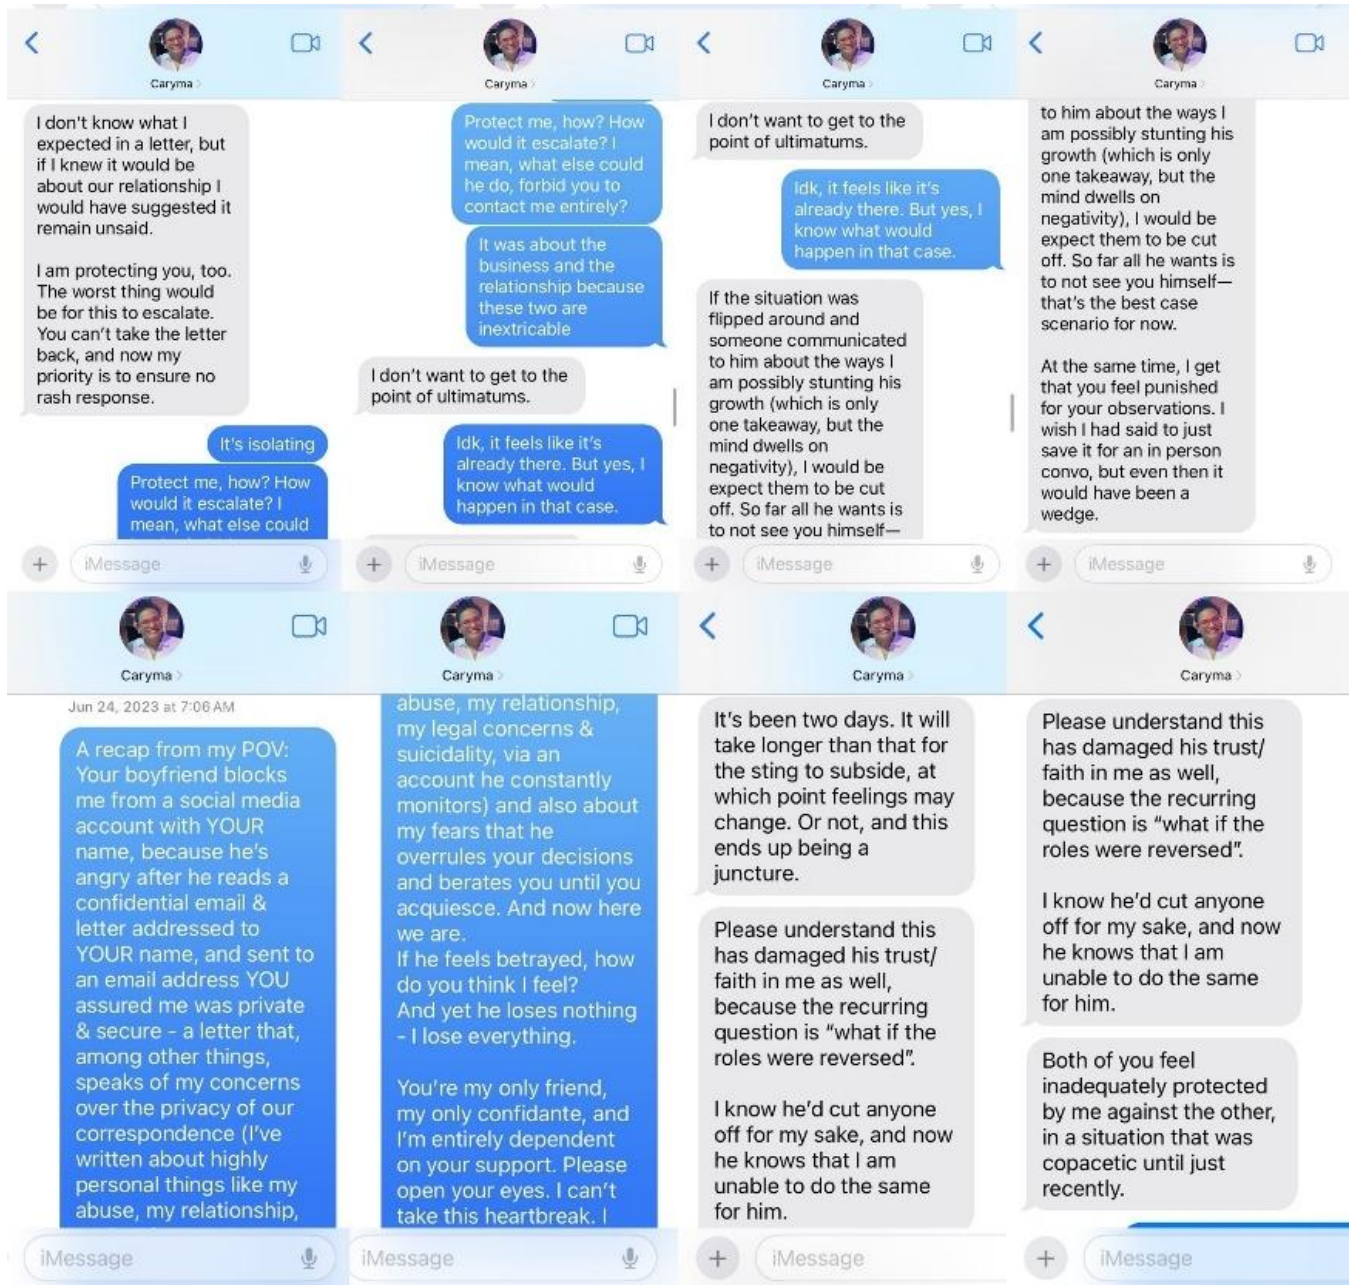 Caryma
I don't know what I
expected in a letter, but
if I knew it would be
about our relationship I
would have suggested it
remain unsaid.
I am protecting you, too.
The worst thing would
be for this to escalate.
You can't take the letter
back, and now my
priority is to ensure no
rash response.
It's isolating
Protect me, how? How
would it escalate? I
mean, what else could
iMessage
Caryma
Protect me, how? How
would it escalate? I
mean, what else could
he do, forbid you to
contact me entirely?
It was about the
business and the
relationship because
these two are
inextricable
I don't want to get to the
point of ultimatums.
Idk, it feels like it's
already there. But yes, I
know what would
happen in that case.
iMessage
Caryma
I don't want to get to the
point of ultimatums.
Idk, it feels like it's
already there. But yes, I
know what would
happen in that case.
If the situation was
flipped around and
someone communicated
to him about the ways I
am possibly stunting his
growth (which is only
one takeaway, but the
mind dwells on
negativity), I would be
expect them to be cut
off. So far all he wants is
to not see you himself—
iMessage
Caryma
to him about the ways I
am possibly stunting his
growth (which is only
one takeaway, but the
mind dwells on
negativity), I would be
expect them to be cut
off. So far all he wants is
to not see you himself—
that's the best case
scenario for now.
At the same time, I get
that you feel punished
for your observations. I
wish I had said to just
save it for an in person
convo, but even then it
would have been a
wedge.
iMessage
Caryma
Jun 24, 2023 at 7:06 AM
A recap from my POV:
Your boyfriend blocks
me from a social media
account with YOUR
name, because he's
angry after he reads a
confidential email &
letter addressed to
YOUR name, and sent to
an email address YOU
assured me was private
& secure - a letter that,
among other things,
speaks of my concerns
over the privacy of our
correspondence (I've
written about highly
personal things like my
abuse, my relationship,
iMessage
Caryma
abuse, my relationship,
my legal concerns &
suicidality, via an
account he constantly
monitors) and also about
my fears that he
overrules your decisions
and berates you until you
acquiesce. And now here
we are.
If he feels betrayed, how
do you think I feel?
And yet he loses nothing
- I lose everything.
You're my only friend,
my only confidante, and
I'm entirely dependent
on your support. Please
open your eyes. I can't
take this heartbreak. I
iMessage
Caryma
It's been two days. It will
take longer than that for
the sting to subside, at
which point feelings may
change. Or not, and this
ends up being a
juncture.
Please understand this
has damaged his trust/
faith in me as well,
because the recurring
question is "what if the
roles were reversed".
I know he'd cut anyone
off for my sake, and now
he knows that I am
unable to do the same
for him.
iMessage
Caryma
Please understand this
has damaged his trust/
faith in me as well,
because the recurring
question is "what if the
roles were reversed".
I know he'd cut anyone
off for my sake, and now
he knows that I am
unable to do the same
for him.
Both of you feel
inadequately protected
by me against the other,
in a situation that was
copacetic until just
recently.
iMessage